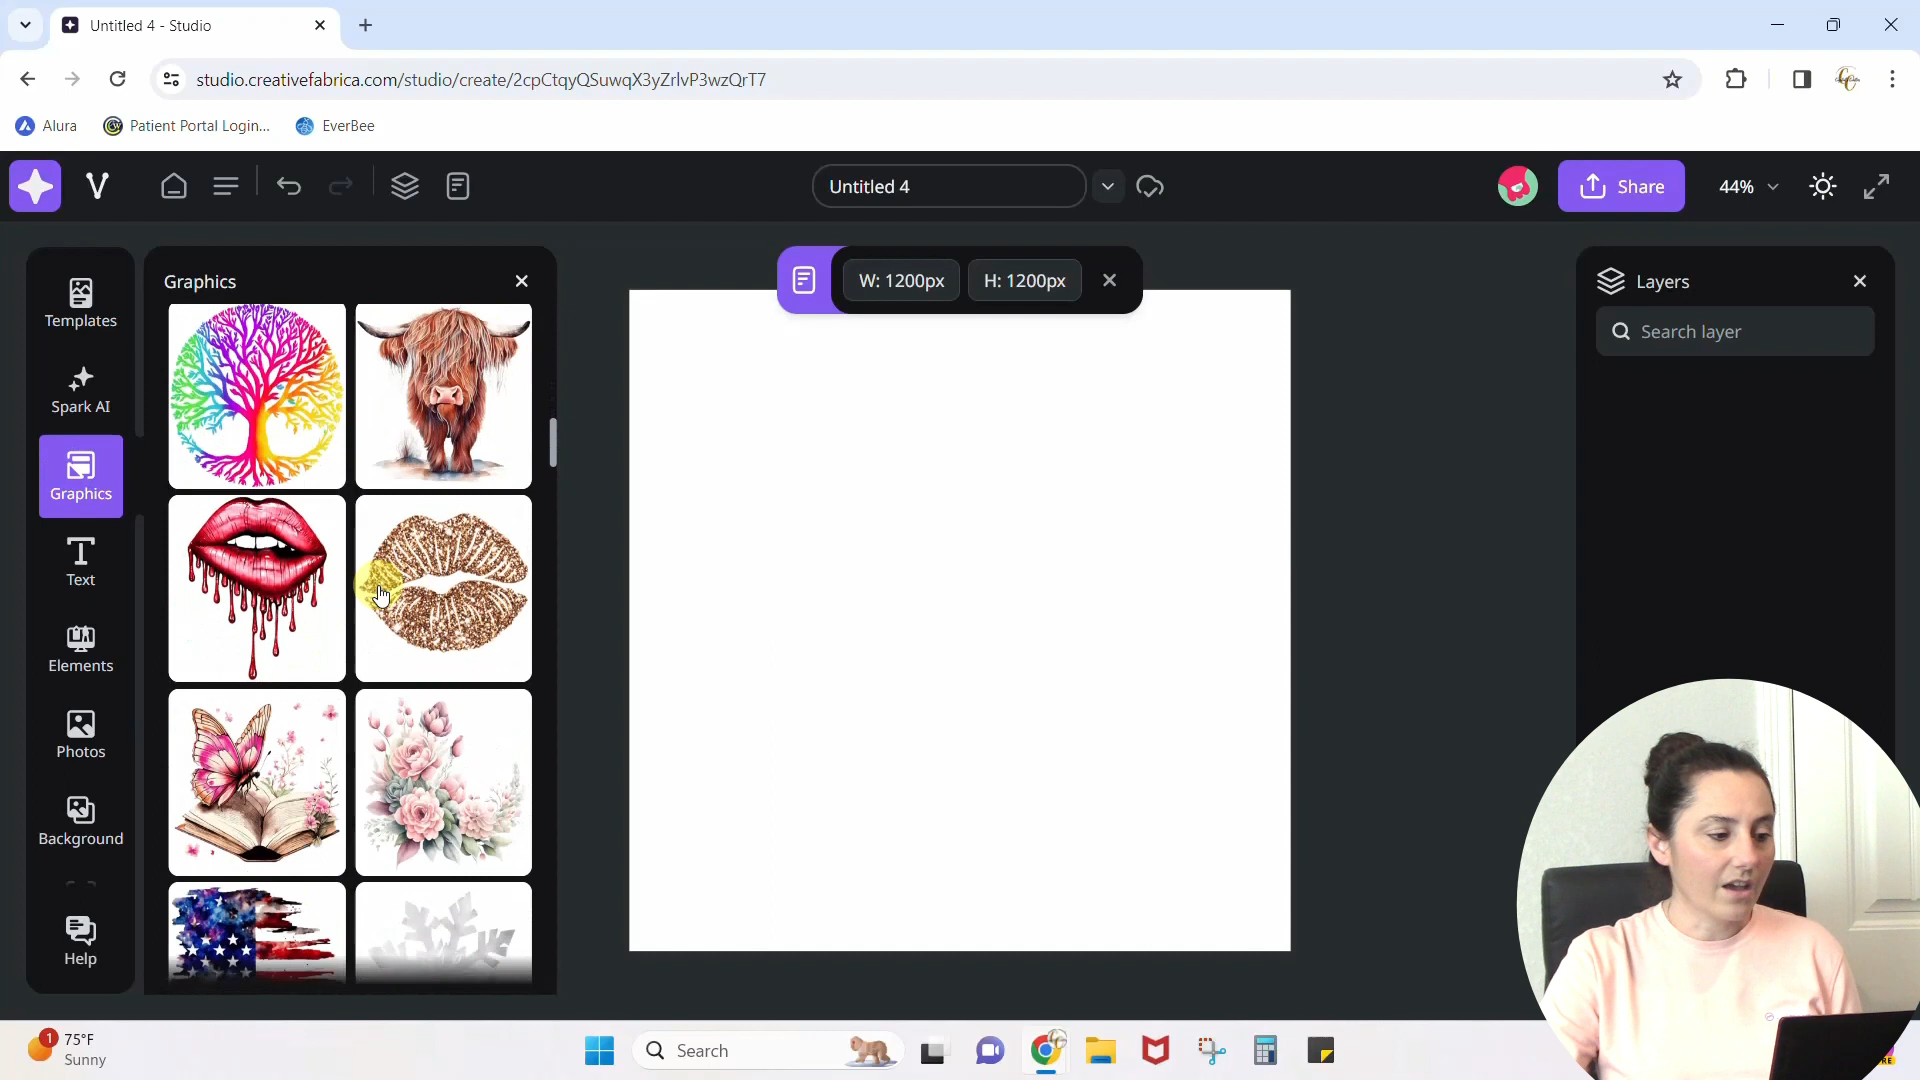 Untitled 4 - Studio
studio.creativefabrica.com/studio/create/2cpCtqyQSuwqX3yZrlvP3wzQrT7
Alura
Patient Portal Login...
EverBee
Untitled 4
Share
44%
Templates
Spark AI
Graphics
Text
Elements
Photos
Background
Help
Graphics
W: 1200px
H: 1200px
Layers
Search layer
1
75°F
Sunny
Search